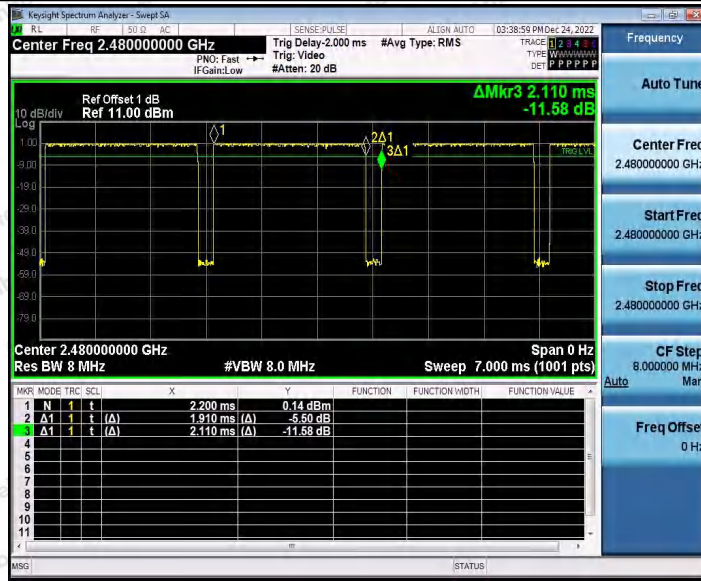 Keysight Spectrum Analyzer - Swept SA
RL RF 50 Ω AC SENSE:PULSE ALIGN AUTO 03:38:59 PM Dec 24, 2022
Center Freq 2.480000000 GHz
PNO: Fast
IFGain:Low
Trig Delay-2.000 ms
Trig: Video
#Atten: 20 dB
#Avg Type: RMS
TRACE 1 2 3 4 5 6
TYPE WWWWWW
DET P P P P P P
Ref Offset 1 dB
10 dB/div Ref 11.00 dBm
Log
ΔMkr3 2.110 ms
-11.58 dB
1
2Δ1
3Δ1
TRIG LVL
1.00
-9.00
-19.0
-29.0
-39.0
-49.0
-59.0
-69.0
-79.0
Center 2.480000000 GHz Span 0 Hz
Res BW 8 MHz #VBW 8.0 MHz Sweep 7.000 ms (1001 pts)
MKR MODE TRC SCL X Y FUNCTION FUNCTION WIDTH FUNCTION VALUE
1 N 1 t 2.200 ms 0.14 dBm
2 Δ1 1 t (Δ) 1.910 ms (Δ) -5.50 dB
3 Δ1 1 t (Δ) 2.110 ms (Δ) -11.58 dB
4
5
6
7
8
9
10
11
MSG STATUS
Frequency
Auto Tune
Center Freq
2.480000000 GHz
Start Freq
2.480000000 GHz
Stop Freq
2.480000000 GHz
CF Step
8.000000 MHz
Auto Man
Freq Offset
0 Hz